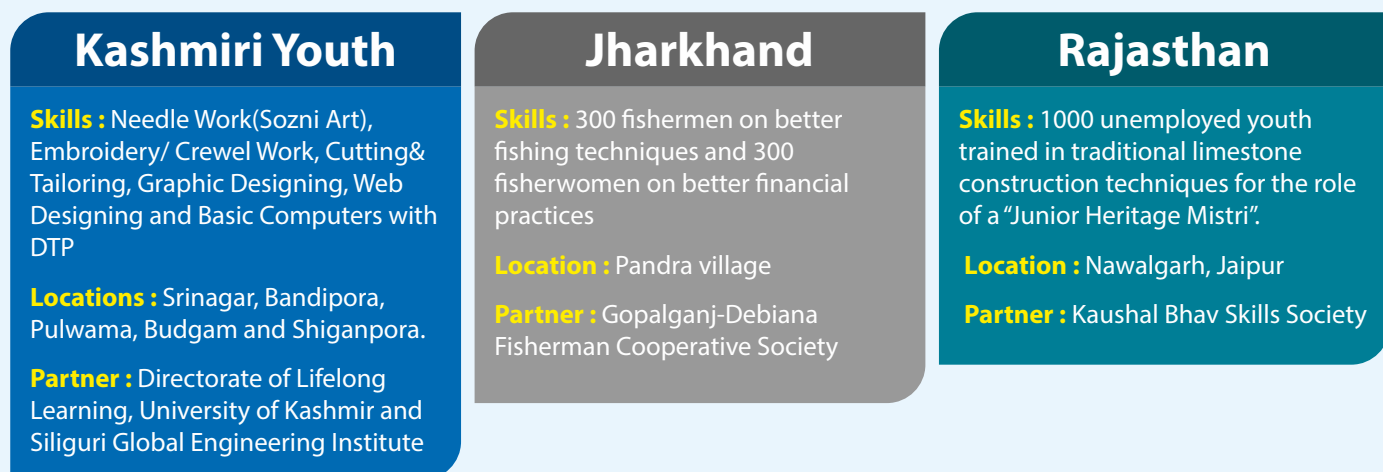 Kashmiri Youth
Skills : Needle Work(Sozni Art),
Embroidery/ Crewel Work, Cutting&
Tailoring, Graphic Designing, Web
Designing and Basic Computers with
DTP
Locations : Srinagar, Bandipora,
Pulwama, Budgam and Shiganpora.
Partner : Directorate of Lifelong
Learning, University of Kashmir and
Siliguri Global Engineering Institute
Jharkhand
Skills : 300 fishermen on better
fishing techniques and 300
fisherwomen on better financial
practices
Location : Pandra village
Partner : Gopalganj-Debiana
Fisherman Cooperative Society
Rajasthan
Skills : 1000 unemployed youth
trained in traditional limestone
construction techniques for the role
of a “Junior Heritage Mistri”.
Location : Nawalgarh, Jaipur
Partner : Kaushal Bhav Skills Society